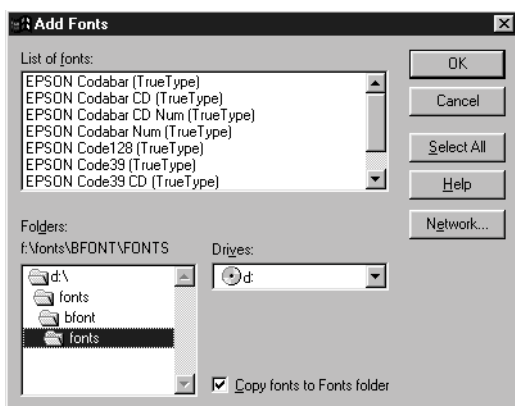 Add Fonts
List of fonts:
EPSON Codabar (TrueType)
EPSON Codabar CD (TrueType)
EPSON Codabar CD Num (TrueType)
EPSON Codabar Num (TrueType)
EPSON Code128 (TrueType)
EPSON Code39 (TrueType)
EPSON Code39 CD (TrueType)
OK
Cancel
Select All
Help
Network...
Folders:
f:\fonts\BFONT\FONTS
d:\
fonts
bfont
fonts
Drives:
d:
Copy fonts to Fonts folder